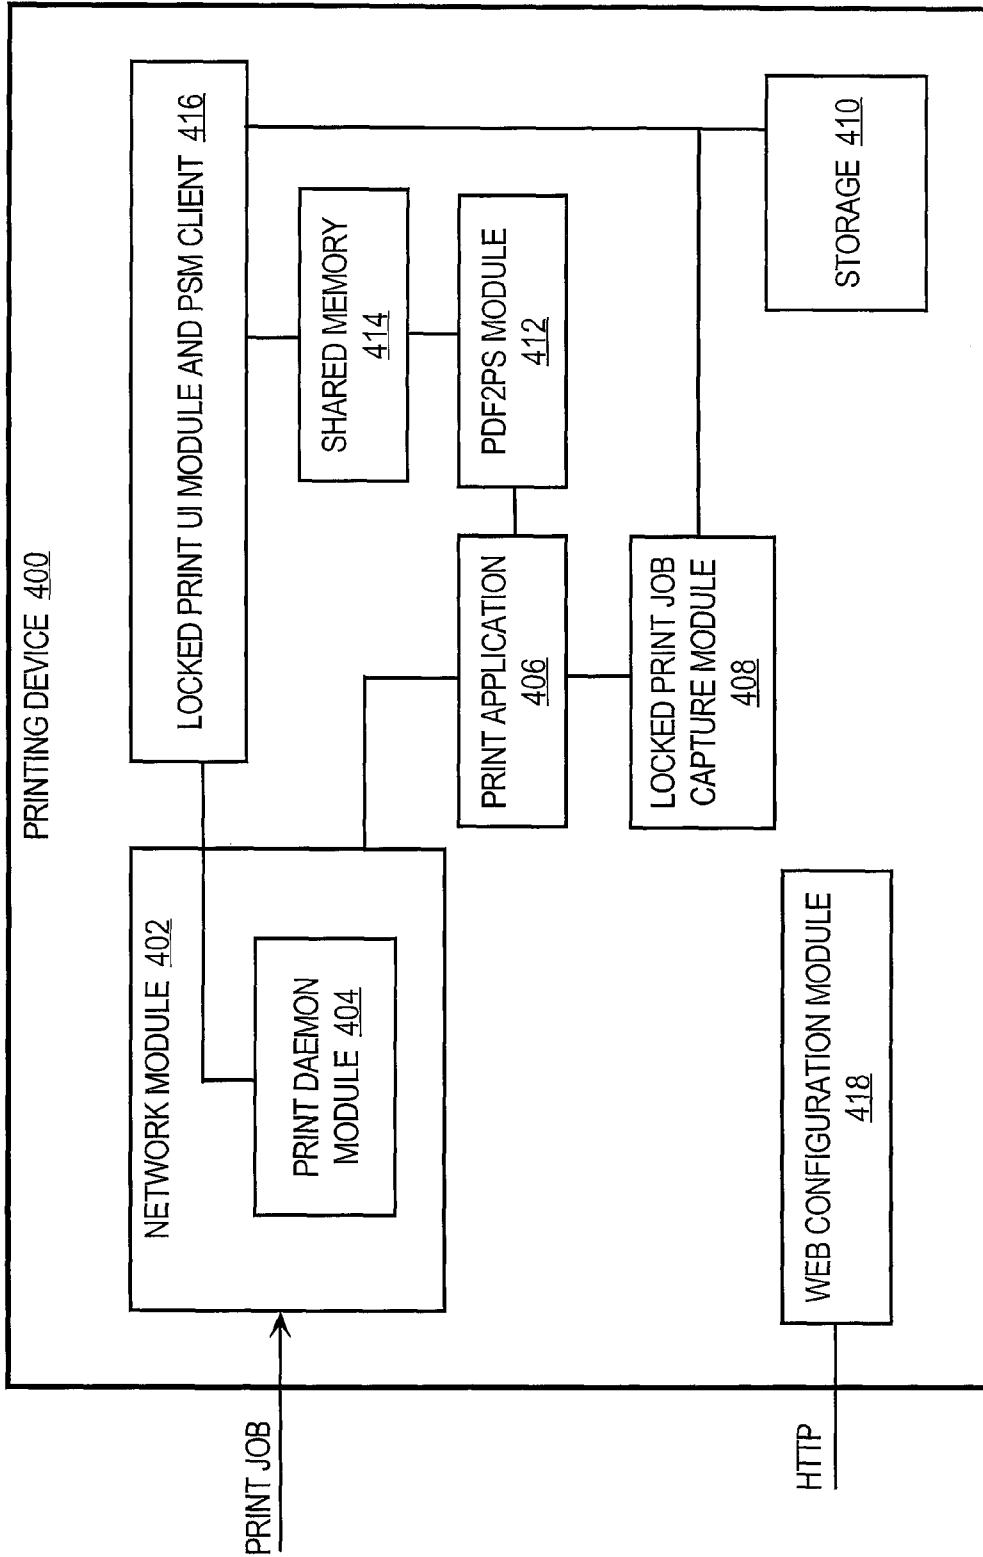 PRINTING DEVICE 400
PRINT JOB
NETWORK MODULE 402
PRINT DAEMON
MODULE 404
LOCKED PRINT UI MODULE AND PSM CLIENT 416
SHARED MEMORY
414
PRINT APPLICATION
406
PDF2PS MODULE
412
LOCKED PRINT JOB
CAPTURE MODULE
408
HTTP
WEB CONFIGURATION MODULE
418
STORAGE 410